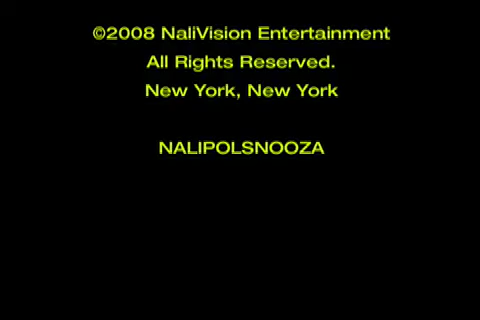 ©2008 NaliVision Entertainment
All Rights Reserved.
New York, New York
NALIPOLSNOOZA